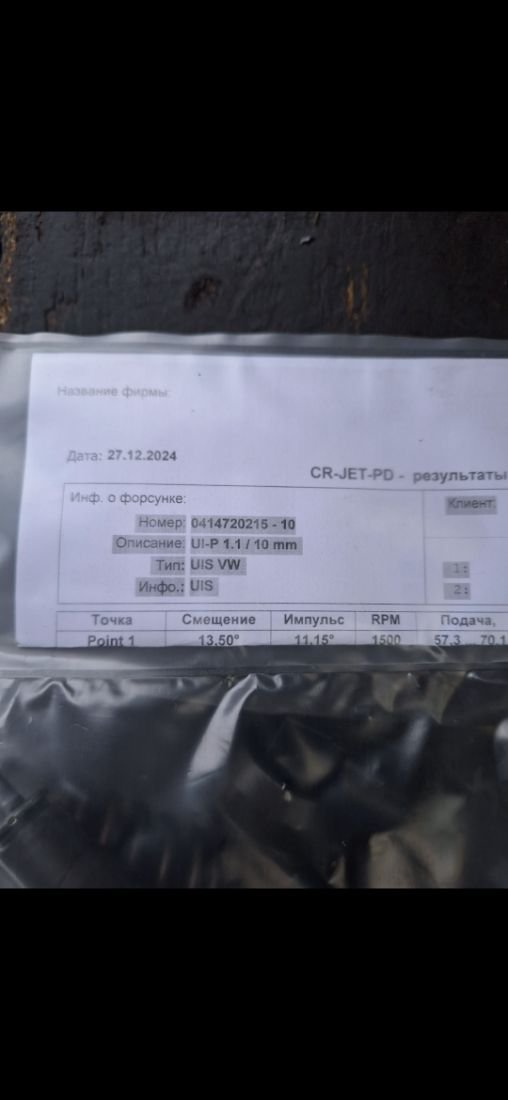 Название фирмы:
Дата: 27.12.2024
CR-JET-PD - результаты
Инф. о форсунке:
Клиент:
Номер: 0414720215 - 10
Описание: UI-P 1.1 / 10 mm
Тип: UIS VW
1:
Инфо.: UIS
2:
Точка Смещение Импульс RPM Подача,
Point 1 13.50° 11.15° 1500 57.3 ... 70.1